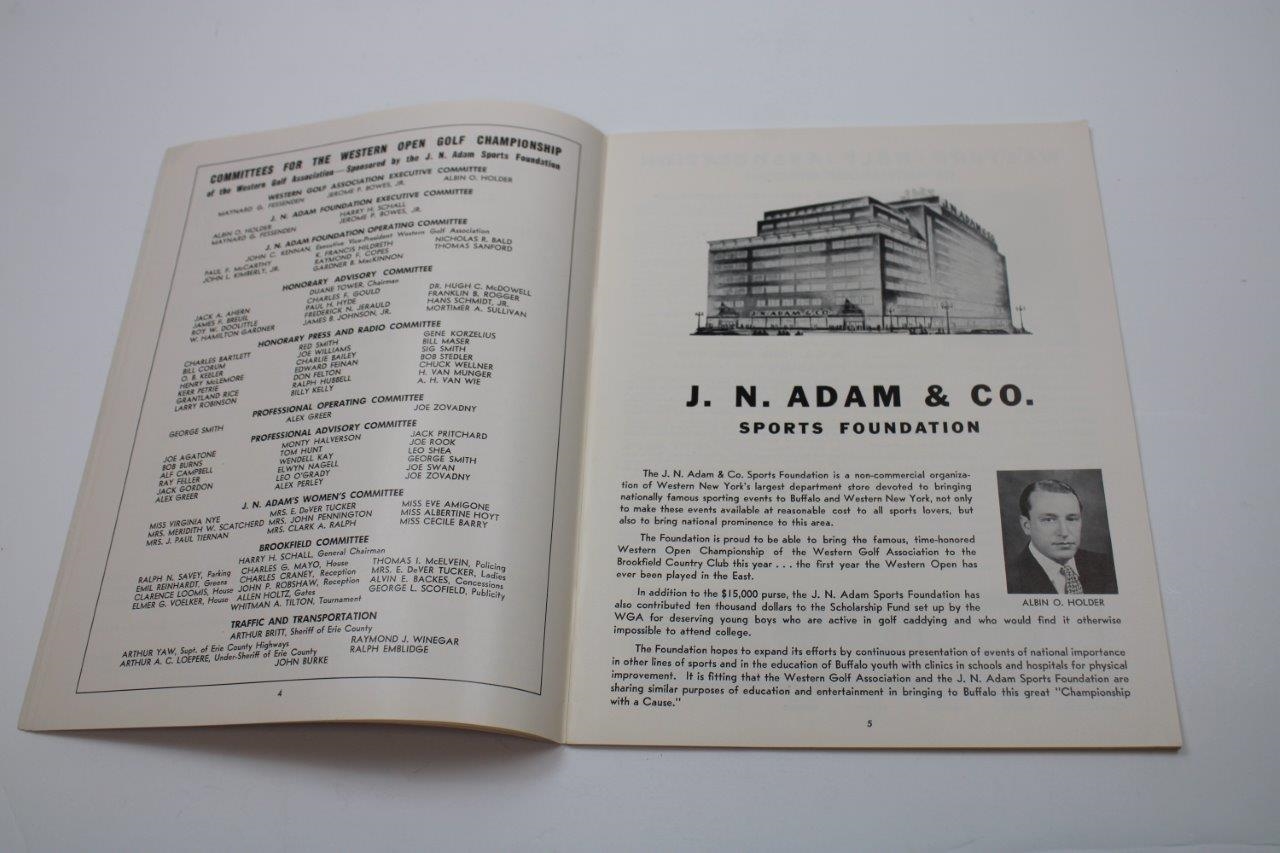 COMMITTEES FOR THE WESTERN OPEN GOLF CHAMPIONSHIP
of the Western Golf Association—Sponsored by the J. N. Adam Sports Foundation
WESTERN GOLF ASSOCIATION EXECUTIVE COMMITTEE
MAYNARD G. FESSENDEN JEROME P. BOWES, JR. ALBIN O. HOLDER
J. N. ADAM FOUNDATION EXECUTIVE COMMITTEE
ALBIN O. HOLDER HARRY H. SCHALL
MAYNARD G. FESSENDEN JEROME P. BOWES, JR.
J. N. ADAM FOUNDATION OPERATING COMMITTEE
JOHN C. KENNAN, Executive Vice-President Western Golf Association
PAUL F. McCARTHY K. FRANCIS HILDRETH NICHOLAS R. BALD
JOHN L. KIMBERLY, JR. RAYMOND F. COPES THOMAS SANFORD
GARDNER B. MacKINNON
HONORARY ADVISORY COMMITTEE
DUANE TOWER, Chairman
JACK A. AHERN CHARLES F. GOULD DR. HUGH C. McDOWELL
JAMES F. BREUIL PAUL H. HYDE FRANKLIN B. ROGGER
ROY W. DOOLITTLE FREDERICK N. JERAULD HANS SCHMIDT, JR.
W. HAMILTON GARDNER JAMES B. JOHNSON, JR. MORTIMER A. SULLIVAN
HONORARY PRESS AND RADIO COMMITTEE
CHARLES BARTLETT RED SMITH GENE KORZELIUS
BILL CORUM JOE WILLIAMS BILL MASER
O. B. KEELER CHARLIE BAILEY SIG SMITH
HENRY McLEMORE EDWARD FEINAN BOB STEDLER
KERR PETRIE DON FELTON CHUCK WELLNER
GRANTLAND RICE RALPH HUBBELL H. VAN MUNGER
LARRY ROBINSON BILLY KELLY A. H. VAN WIE
PROFESSIONAL OPERATING COMMITTEE
GEORGE SMITH ALEX GREER JOE ZOVADNY
PROFESSIONAL ADVISORY COMMITTEE
JOE AGATONE MONTY HALVERSON JACK PRITCHARD
BOB BURNS TOM HUNT JOE ROOK
ALF CAMPBELL WENDELL KAY LEO SHEA
RAY FELLER ELWYN NAGELL GEORGE SMITH
JACK GORDON LEO O'GRADY JOE SWAN
ALEX GREER ALEX PERLEY JOE ZOVADNY
J. N. ADAM'S WOMEN'S COMMITTEE
MISS VIRGINIA NYE MRS. E. DeVER TUCKER MISS EVE AMIGONE
MRS. MERIDITH W. SCATCHERD MRS. JOHN PENNINGTON MISS ALBERTINE HOYT
MRS. J. PAUL TIERNAN MRS. CLARK A. RALPH MISS CECILE BARRY
BROOKFIELD COMMITTEE
HARRY H. SCHALL, General Chairman
RALPH N. SAVEY, Parking CHARLES G. MAYO, House THOMAS I. McELVEIN, Policing
EMIL REINHARDT, Greens CHARLES CRANEY, Reception MRS. E. DeVER TUCKER, Ladies
CLARENCE LOOMIS, House JOHN P. ROBSHAW, Reception ALVIN E. BACKES, Concessions
ELMER G. VOELKER, House ALLEN HOLTZ, Gates GEORGE L. SCOFIELD, Publicity
WHITMAN A. TILTON, Tournament
TRAFFIC AND TRANSPORTATION
ARTHUR BRITT, Sheriff of Erie County
ARTHUR YAW, Supt. of Erie County Highways RAYMOND J. WINEGAR
ARTHUR A. C. LOEPERE, Under-Sheriff of Erie County RALPH EMBLIDGE
JOHN BURKE
4
J. N. ADAM & CO.
J. N. ADAM & CO.
J. N. ADAM & CO.
SPORTS FOUNDATION
The J. N. Adam & Co. Sports Foundation is a non-commercial organiza-
tion of Western New York's largest department store devoted to bringing
nationally famous sporting events to Buffalo and Western New York, not only
to make these events available at reasonable cost to all sports lovers, but
also to bring national prominence to this area.
The Foundation is proud to be able to bring the famous, time-honored
Western Open Championship of the Western Golf Association to the
Brookfield Country Club this year . . . the first year the Western Open has
ever been played in the East.
In addition to the $15,000 purse, the J. N. Adam Sports Foundation has
also contributed ten thousand dollars to the Scholarship Fund set up by the
WGA for deserving young boys who are active in golf caddying and who would find it otherwise
impossible to attend college.
ALBIN O. HOLDER
The Foundation hopes to expand its efforts by continuous presentation of events of national importance
in other lines of sports and in the education of Buffalo youth with clinics in schools and hospitals for physical
improvement. It is fitting that the Western Golf Association and the J. N. Adam Sports Foundation are
sharing similar purposes of education and entertainment in bringing to Buffalo this great "Championship
with a Cause."
5